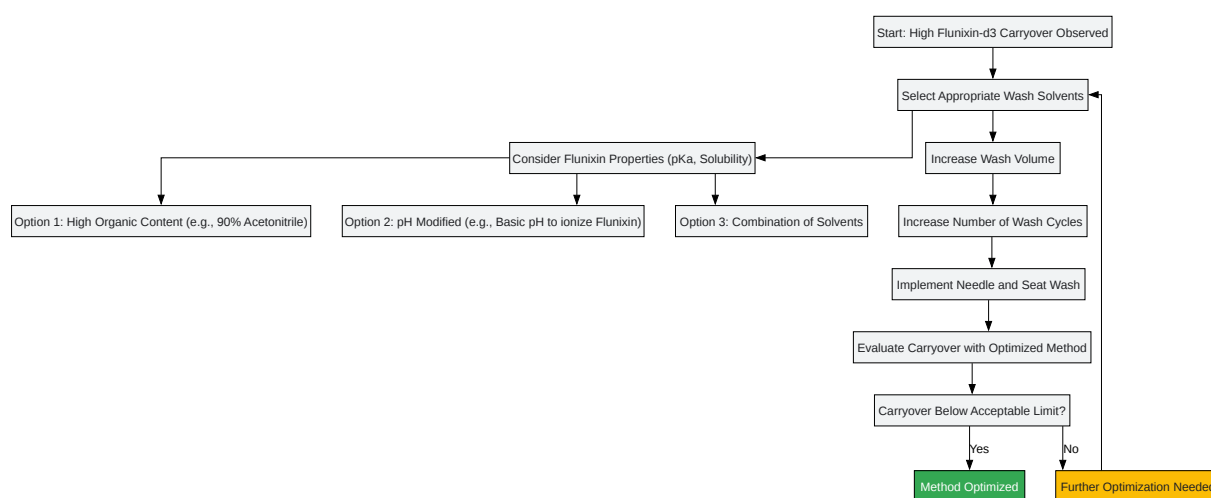 Start: High Flunixin-d3 Carryover Observed
Select Appropriate Wash Solvents
Consider Flunixin Properties (pKa, Solubility)
Increase Wash Volume
Option 1: High Organic Content (e.g., 90% Acetonitrile)
Option 2: pH Modified (e.g., Basic pH to ionize Flunixin)
Option 3: Combination of Solvents
Increase Number of Wash Cycles
Implement Needle and Seat Wash
Evaluate Carryover with Optimized Method
Carryover Below Acceptable Limit?
Yes
No
Method Optimized
Further Optimization Needed